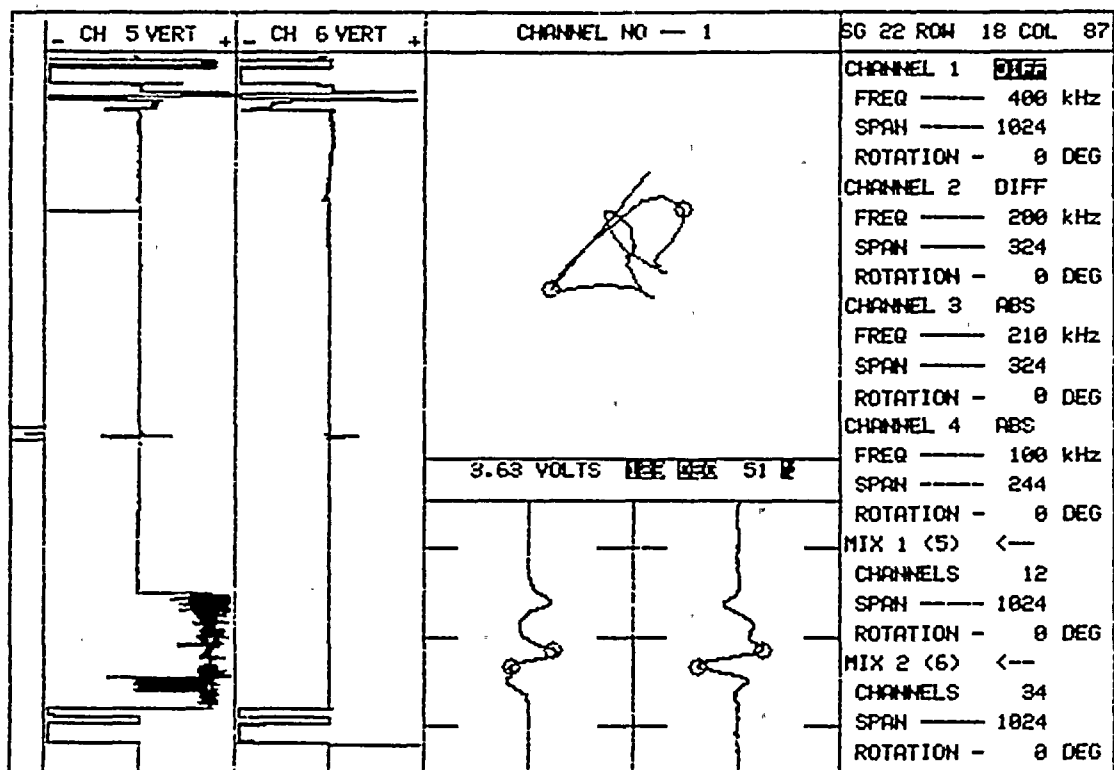 - CH 5 VERT +
- CH 6 VERT +
CHANNEL NO — 1
SG 22 ROW 18 COL 87
CHANNEL 1 DIFF
FREQ —— 400 kHz
SPAN —— 1024
ROTATION - 0 DEG
CHANNEL 2 DIFF
FREQ —— 200 kHz
SPAN —— 324
ROTATION - 0 DEG
CHANNEL 3 ABS
FREQ —— 210 kHz
SPAN —— 324
ROTATION - 0 DEG
CHANNEL 4 ABS
FREQ —— 100 kHz
SPAN —— 244
ROTATION - 0 DEG
MIX 1 (5) <--
CHANNELS 12
SPAN —— 1024
ROTATION - 0 DEG
MIX 2 (6) <--
CHANNELS 34
SPAN —— 1024
ROTATION - 0 DEG
3.63 VOLTS 51